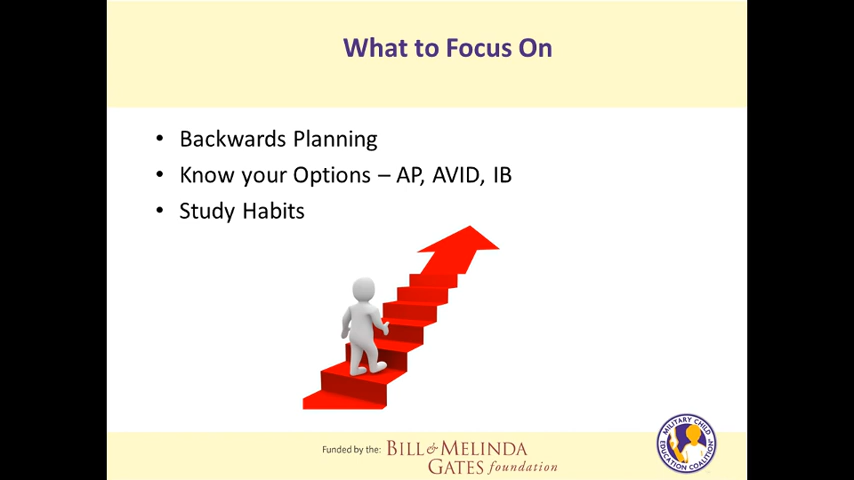 What to Focus On
• Backwards Planning
• Know your Options – AP, AVID, IB
• Study Habits
Funded by the: BILL & MELINDA
GATES foundation
MILITARY CHILD
EDUCATION COALITION